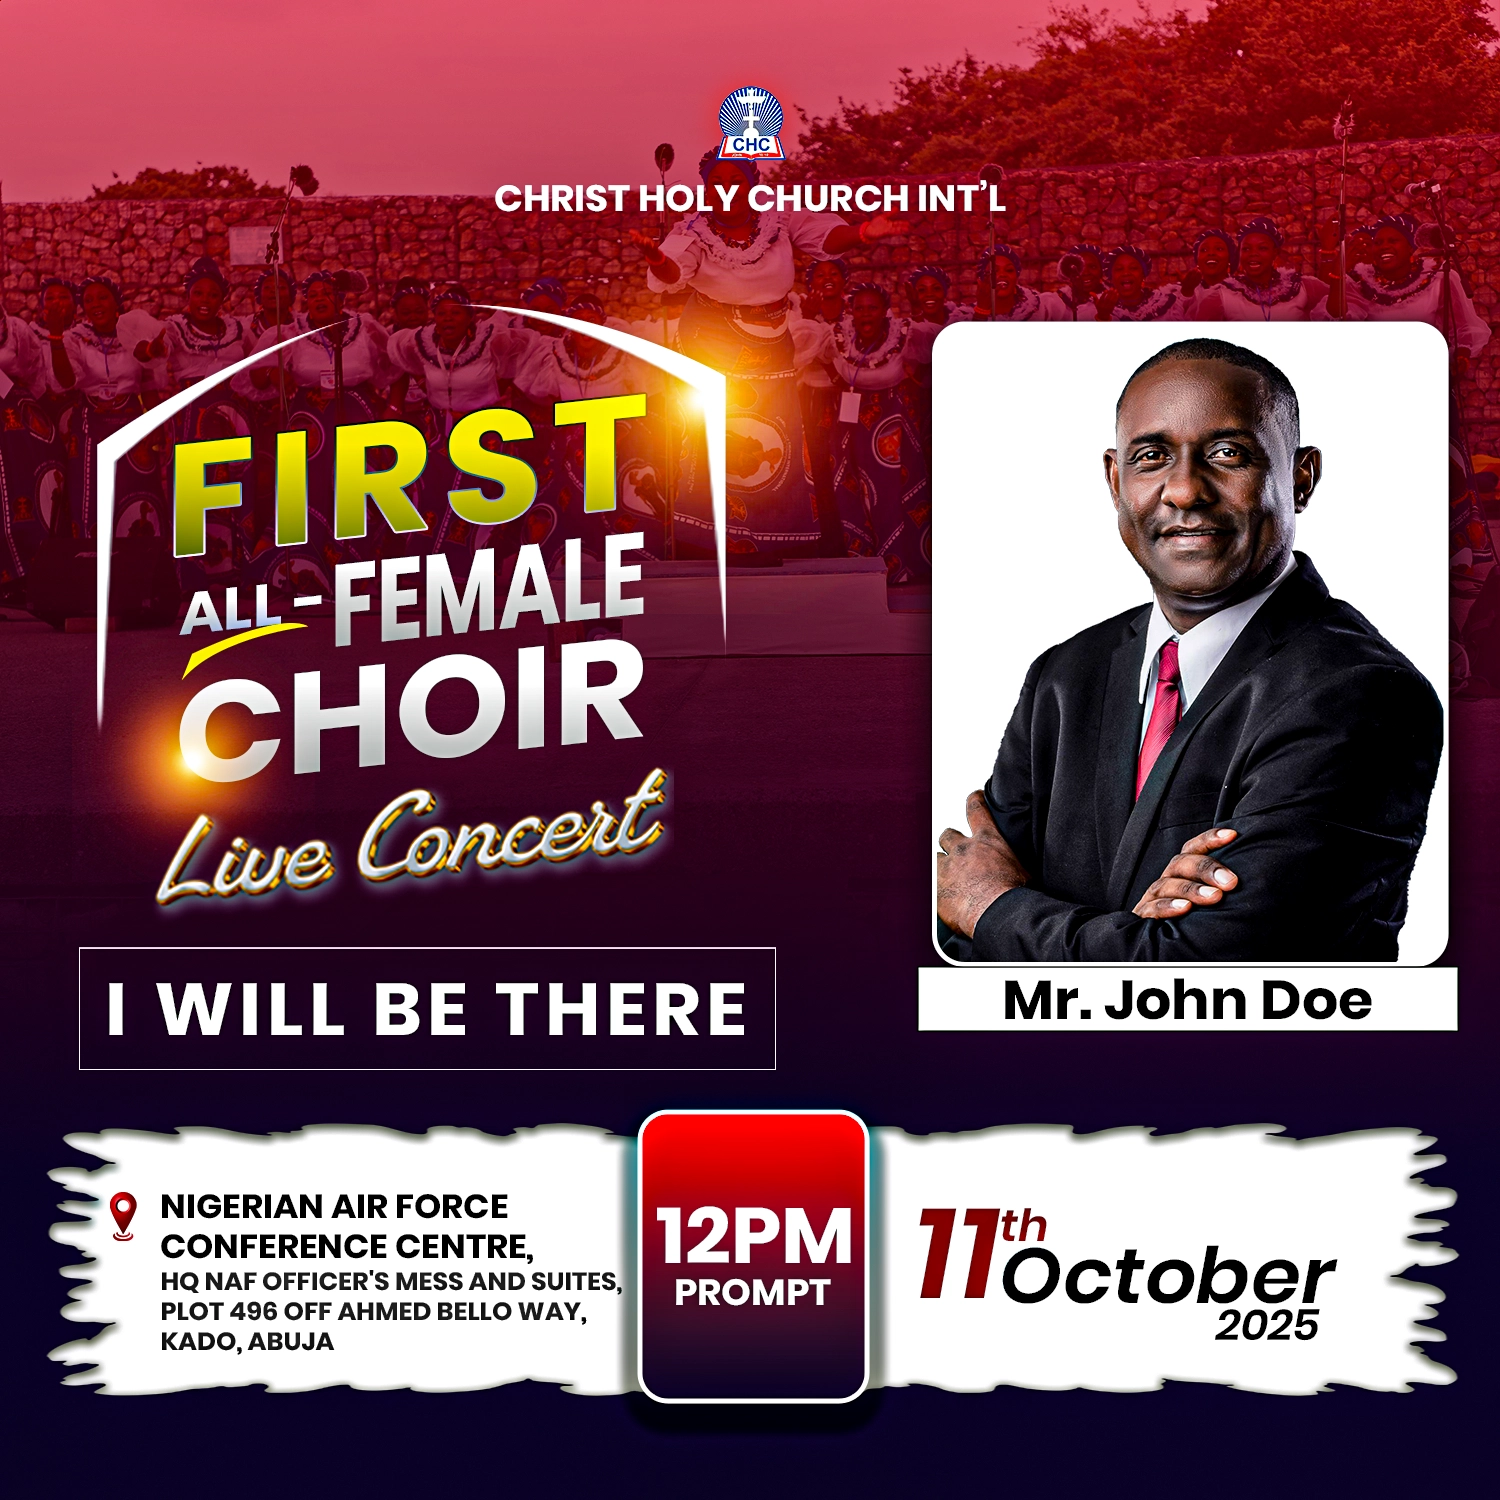 CHC
CHRIST HOLY CHURCH INT'L
FIRST
ALL-FEMALE
CHOIR
Live Concert
I WILL BE THERE
Mr. John Doe
NIGERIAN AIR FORCE
CONFERENCE CENTRE,
HQ NAF OFFICER'S MESS AND SUITES,
PLOT 496 OFF AHMED BELLO WAY,
KADO, ABUJA
12PM
PROMPT
11th
October
2025